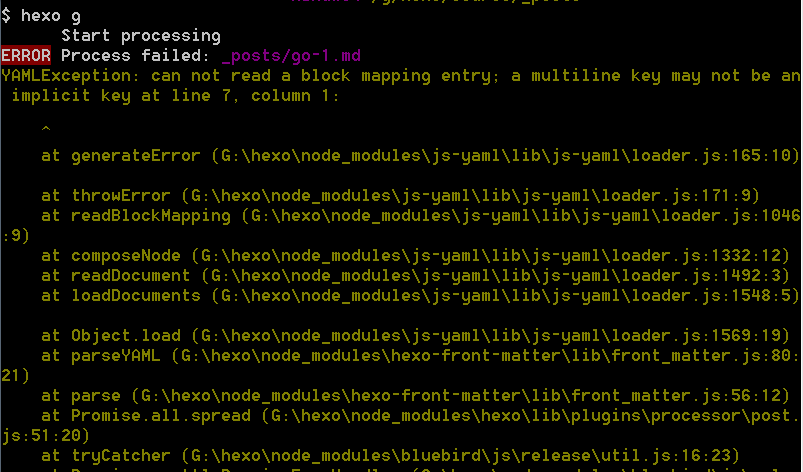 $ hexo g
Start processing
ERROR Process failed: _posts/go-1.md
YAMLException: can not read a block mapping entry; a multiline key may not be an
implicit key at line 7, column 1:
^
at generateError (G:\hexo\node_modules\js-yaml\lib\js-yaml\loader.js:165:10)
at throwError (G:\hexo\node_modules\js-yaml\lib\js-yaml\loader.js:171:9)
at readBlockMapping (G:\hexo\node_modules\js-yaml\lib\js-yaml\loader.js:1046
:9)
at composeNode (G:\hexo\node_modules\js-yaml\lib\js-yaml\loader.js:1332:12)
at readDocument (G:\hexo\node_modules\js-yaml\lib\js-yaml\loader.js:1492:3)
at loadDocuments (G:\hexo\node_modules\js-yaml\lib\js-yaml\loader.js:1548:5)
at Object.load (G:\hexo\node_modules\js-yaml\lib\js-yaml\loader.js:1569:19)
at parseYAML (G:\hexo\node_modules\hexo-front-matter\lib\front_matter.js:80:
21)
at parse (G:\hexo\node_modules\hexo-front-matter\lib\front_matter.js:56:12)
at Promise.all.spread (G:\hexo\node_modules\hexo\lib\plugins\processor\post.
js:51:20)
at tryCatcher (G:\hexo\node_modules\bluebird\js\release\util.js:16:23)